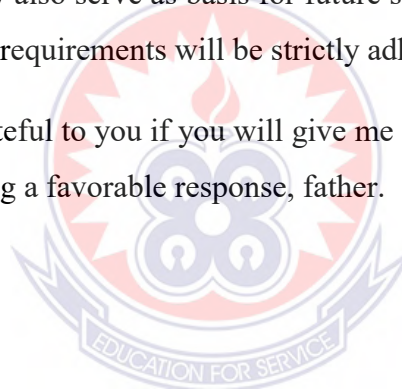 also serve as basis for future s
requirements will be strictly adl
teful to you if you will give me
g a favorable response, father.
EDUCATION FOR SERVICE